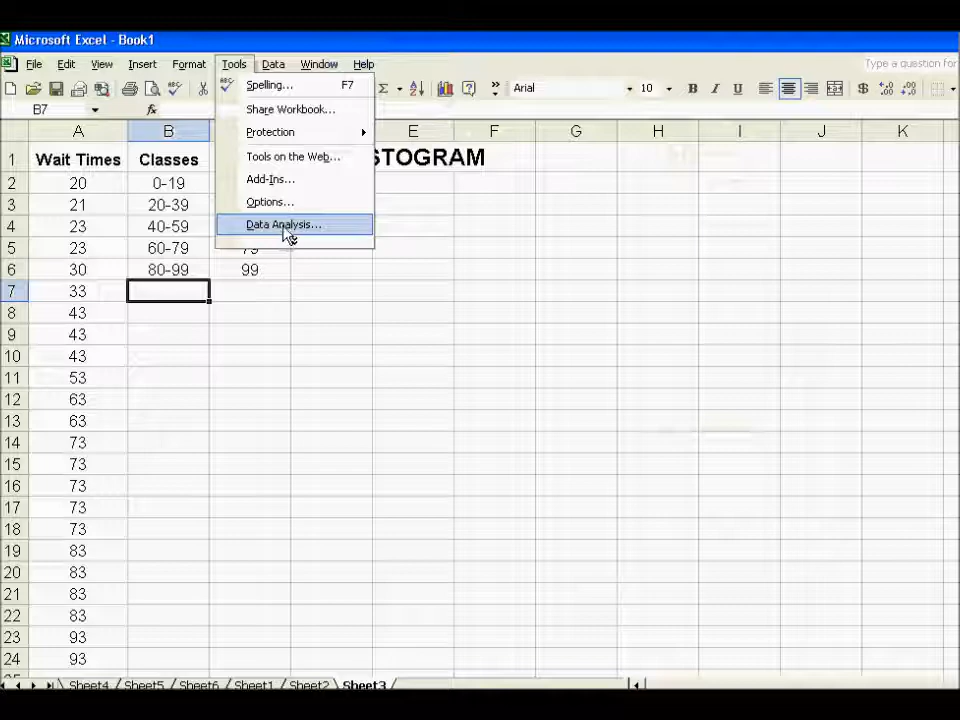 Microsoft Excel - Book1
File Edit View Insert Format Tools Data Window Help
Type a question for
Arial 10 B I U $
B7 fx
Spelling... F7
Share Workbook...
Protection
Tools on the Web...
Add-Ins...
Options...
Data Analysis...
A B E F G H I J K
1 Wait Times Classes STOGRAM
2 20 0-19
3 21 20-39
4 23 40-59
5 23 60-79 79
6 30 80-99 99
7 33
8 43
9 43
10 43
11 53
12 63
13 63
14 73
15 73
16 73
17 73
18 73
19 83
20 83
21 83
22 83
23 93
24 93
Sheet4 Sheet5 Sheet6 Sheet1 Sheet2 Sheet3